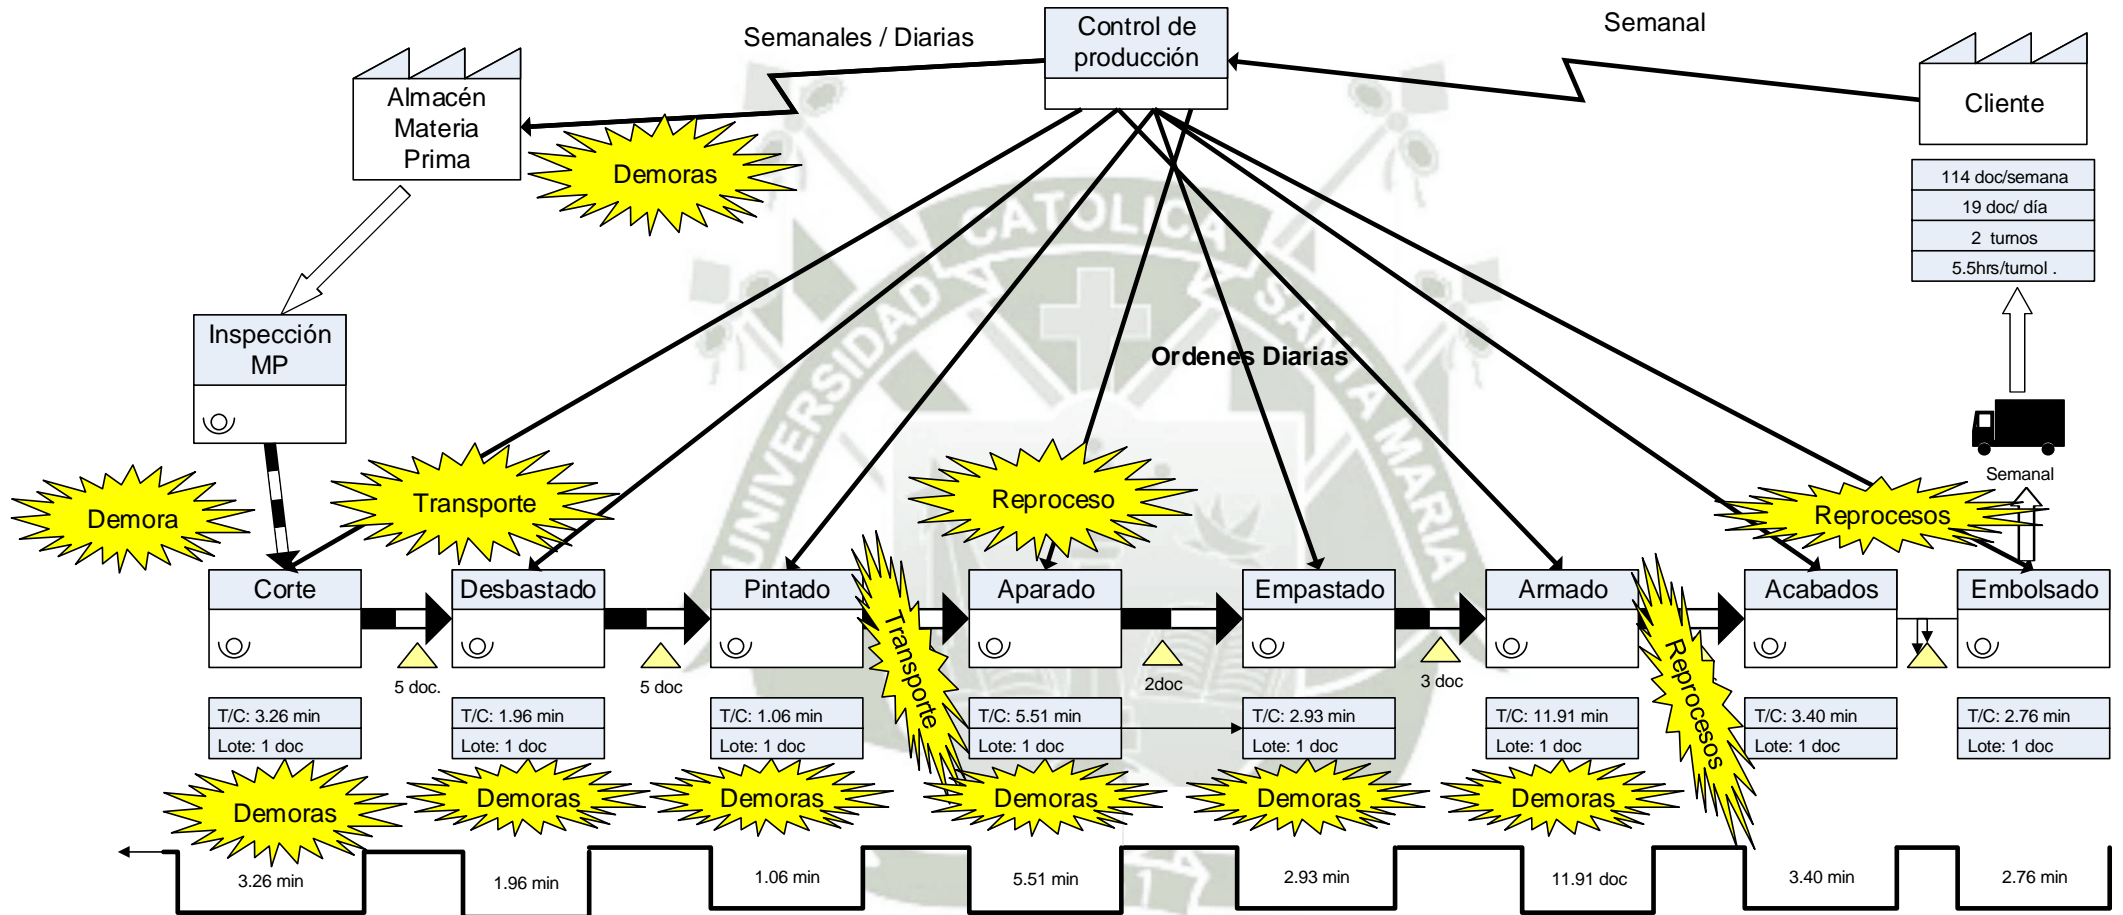 Semanales / Diarias
Control de
producción
Semanal
Almacén
Materia
Prima
Demoras
Cliente
114 doc/semana
19 doc/ día
2 turnos
5.5hrs/turnol .
UNIVERSIDAD CATOLICA SANTA MARIA
Inspección
MP
Ordenes Diarias
Semanal
Demora
Transporte
Reproceso
Reprocesos
Corte
Desbastado
Pintado
Transporte
Aparado
Empastado
Armado
Reprocesos
Acabados
Embolsado
5 doc.
5 doc
2doc
3 doc
T/C: 3.26 min
Lote: 1 doc
T/C: 1.96 min
Lote: 1 doc
T/C: 1.06 min
Lote: 1 doc
T/C: 5.51 min
Lote: 1 doc
T/C: 2.93 min
Lote: 1 doc
T/C: 11.91 min
Lote: 1 doc
T/C: 3.40 min
Lote: 1 doc
T/C: 2.76 min
Lote: 1 doc
Demoras
Demoras
Demoras
Demoras
Demoras
Demoras
3.26 min
1.96 min
1.06 min
5.51 min
2.93 min
11.91 doc
3.40 min
2.76 min